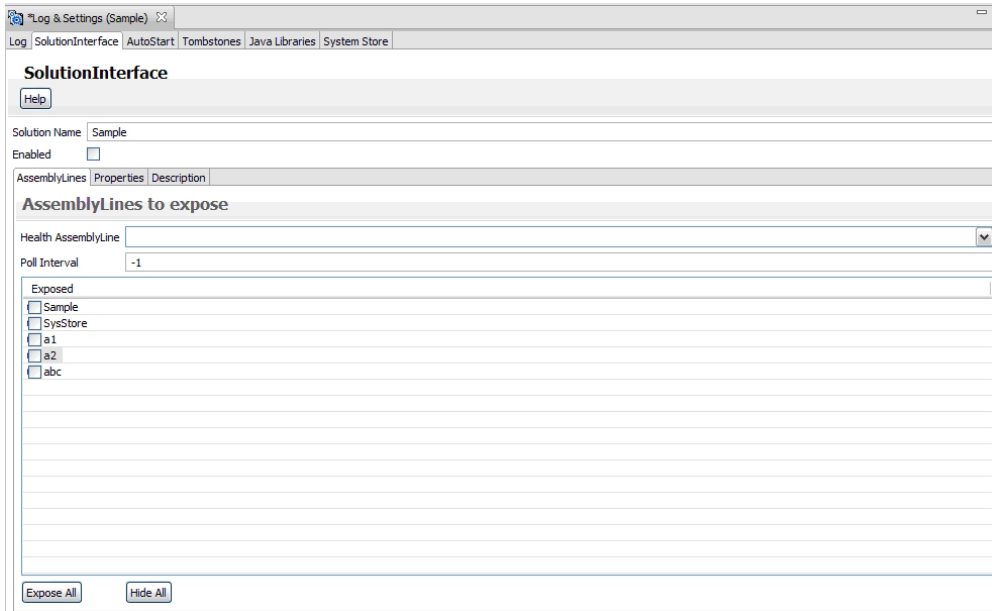 *Log & Settings (Sample)
Log SolutionInterface AutoStart Tombstones Java Libraries System Store
SolutionInterface
Help
Solution Name Sample
Enabled
AssemblyLines Properties Description
AssemblyLines to expose
Health AssemblyLine
Poll Interval -1
Exposed
Sample
SysStore
a1
a2
abc
Expose All Hide All